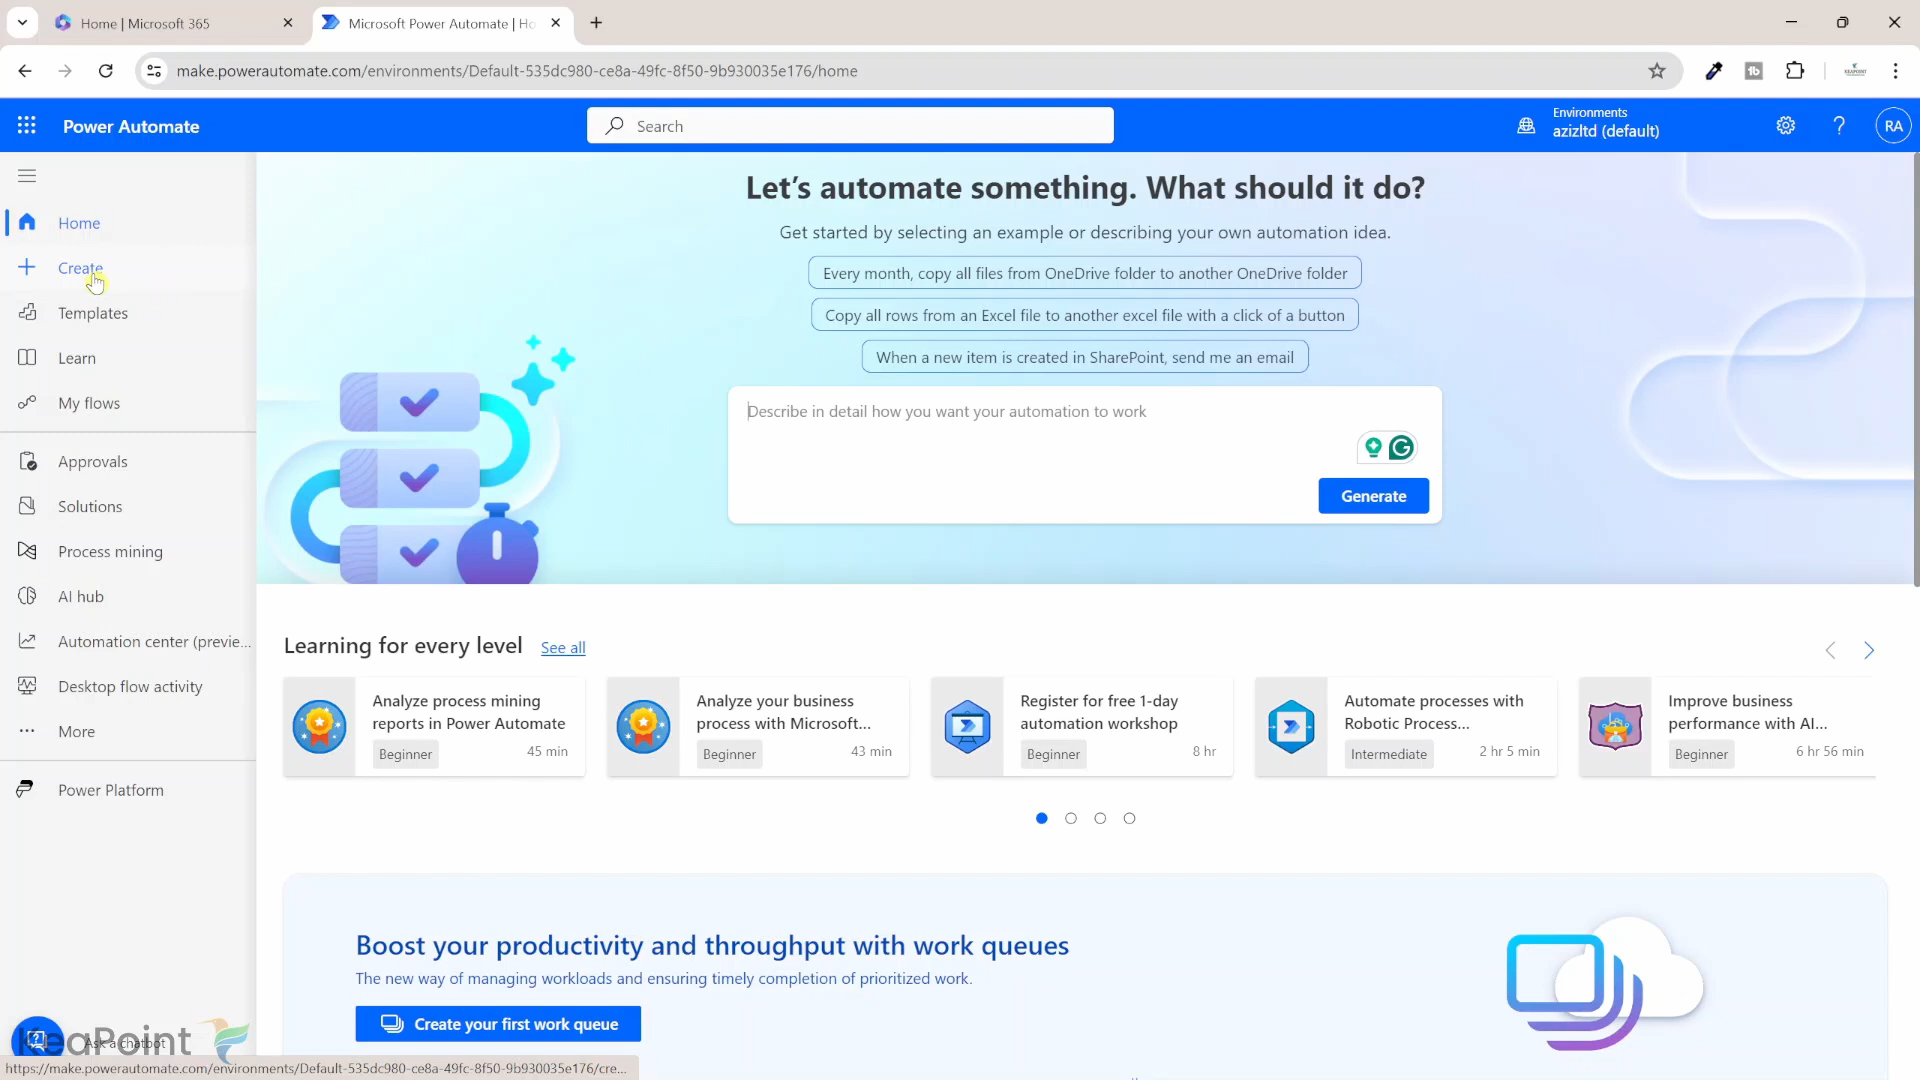 Home | Microsoft 365
Microsoft Power Automate | Ho
make.powerautomate.com/environments/Default-535dc980-ce8a-49fc-8f50-9b930035e176/home
Power Automate
Search
Environments
azizltd (default)
RA
Home
Create
Templates
Learn
My flows
Approvals
Solutions
Process mining
AI hub
Automation center (previe...
Desktop flow activity
More
Power Platform
Let's automate something. What should it do?
Get started by selecting an example or describing your own automation idea.
Every month, copy all files from OneDrive folder to another OneDrive folder
Copy all rows from an Excel file to another excel file with a click of a button
When a new item is created in SharePoint, send me an email
Describe in detail how you want your automation to work
Generate
Learning for every level
See all
Analyze process mining
reports in Power Automate
Beginner
45 min
Analyze your business
process with Microsoft...
Beginner
43 min
Register for free 1-day
automation workshop
Beginner
8 hr
Automate processes with
Robotic Process...
Intermediate
2 hr 5 min
Improve business
performance with AI...
Beginner
6 hr 56 min
Boost your productivity and throughput with work queues
The new way of managing workloads and ensuring timely completion of prioritized work.
Create your first work queue
KeaPoint
Ask a chatbot
https://make.powerautomate.com/environments/Default-535dc980-ce8a-49fc-8f50-9b930035e176/cre...